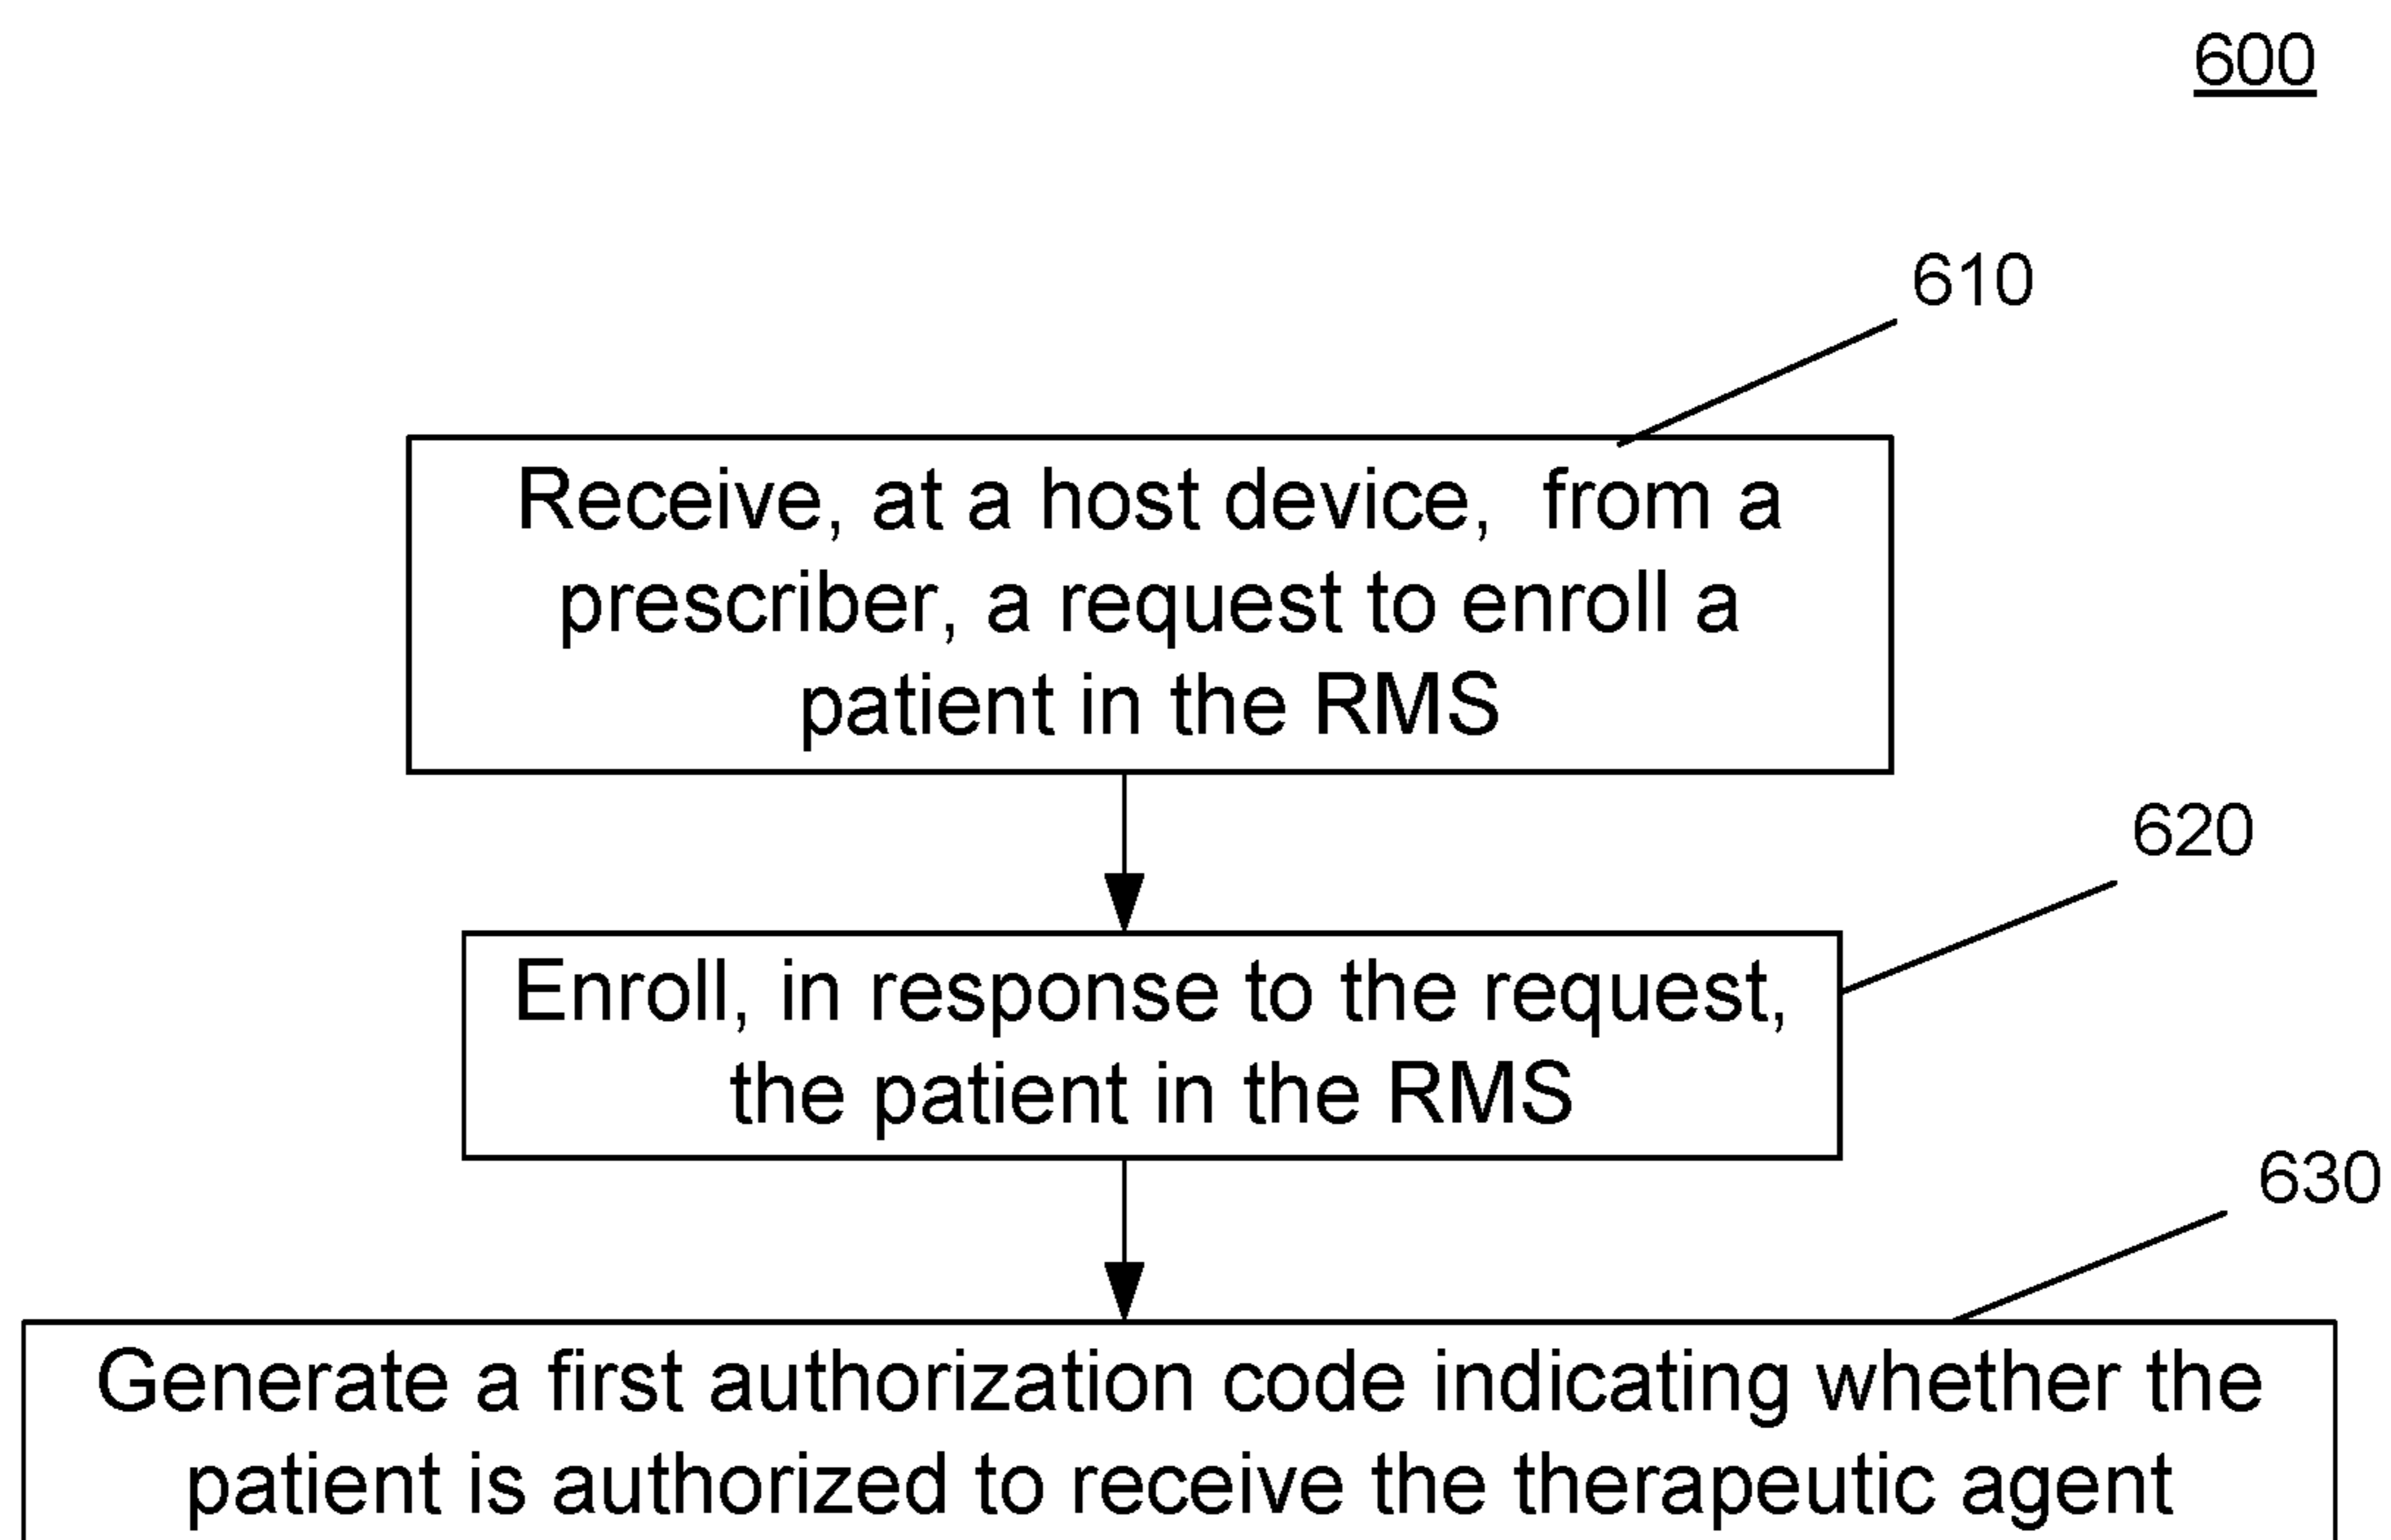 600
610
Receive, at a host device, from a
prescriber, a request to enroll a
patient in the RMS
620
Enroll, in response to the request,
the patient in the RMS
630
Generate a first authorization code indicating whether the
patient is authorized to receive the therapeutic agent